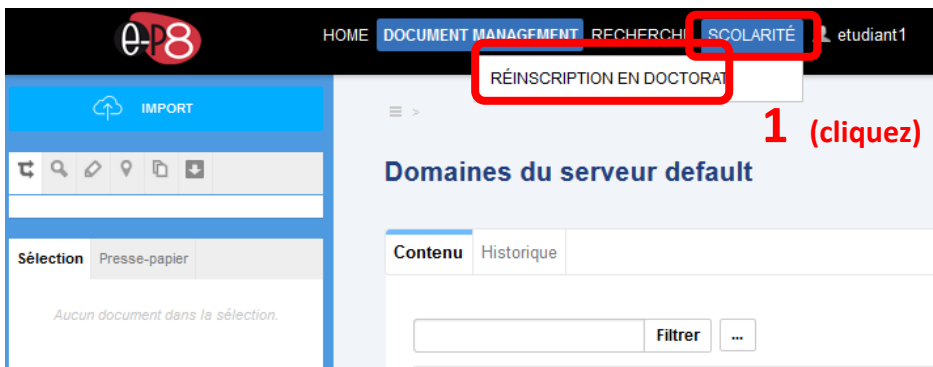 e-P8
HOME DOCUMENT MANAGEMENT RECHERCHE SCOLARITÉ etudiant1
RÉINSCRIPTION EN DOCTORAT
IMPORT
1 (cliquez)
Domaines du serveur default
Sélection Presse-papier
Contenu Historique
Aucun document dans la sélection.
Filtrer ...